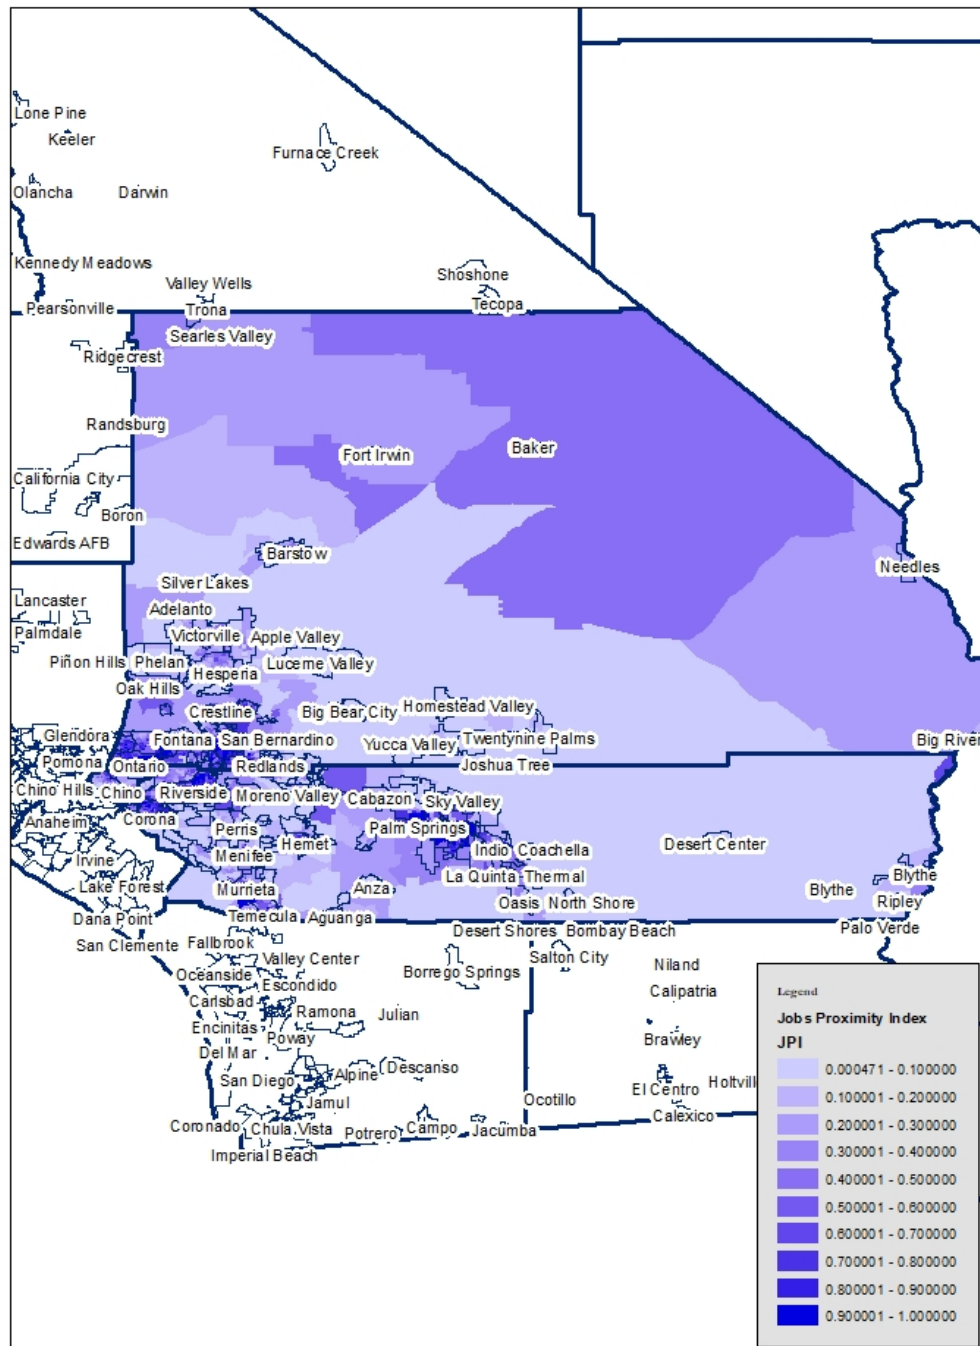 Lone Pine
Keeler
Furnace Creek
Olancha
Darwin
Kennedy Meadows
Shoshone
Valley Wells
Tecopa
Pearsonville
Trona
Searles Valley
Ridgecrest
Randsburg
Baker
Fort Irwin
California City
Boron
Edwards AFB
Barstow
Needles
Silver Lakes
Lancaster
Adelanto
Palmdale
Victorville
Apple Valley
Piñon Hills
Phelan
Lucerne Valley
Hesperia
Oak Hills
Crestline
Big Bear City
Homestead Valley
Glendora
Fontana
San Bernardino
Yucca Valley
Twentynine Palms
Big River
Pomona
Ontario
Redlands
Joshua Tree
Chino Hills
Chino
Riverside
Moreno Valley
Cabazon
Sky Valley
Anaheim
Corona
Perris
Palm Springs
Hemet
Desert Center
Irvine
Menifee
Indio
Coachella
La Quinta
Thermal
Lake Forest
Murrieta
Anza
Blythe
Blythe
Oasis
North Shore
Ripley
Dana Point
Temecula
Aguanga
Palo Verde
San Clemente
Fallbrook
Desert Shores
Bombay Beach
Valley Center
Salton City
Oceanside
Borrego Springs
Niland
Escondido
Calipatria
Carlsbad
Ramona
Julian
Encinitas
Poway
Brawley
Del Mar
Descanso
San Diego
Alpine
El Centro
Holtvill
Jamul
Ocotillo
Coronado
Chula Vista
Potrero
Campo
Jacumba
Calexico
Imperial Beach
Legend
Jobs Proximity Index
JPI
0.000471 - 0.100000
0.100001 - 0.200000
0.200001 - 0.300000
0.300001 - 0.400000
0.400001 - 0.500000
0.500001 - 0.600000
0.600001 - 0.700000
0.700001 - 0.800000
0.800001 - 0.900000
0.900001 - 1.000000